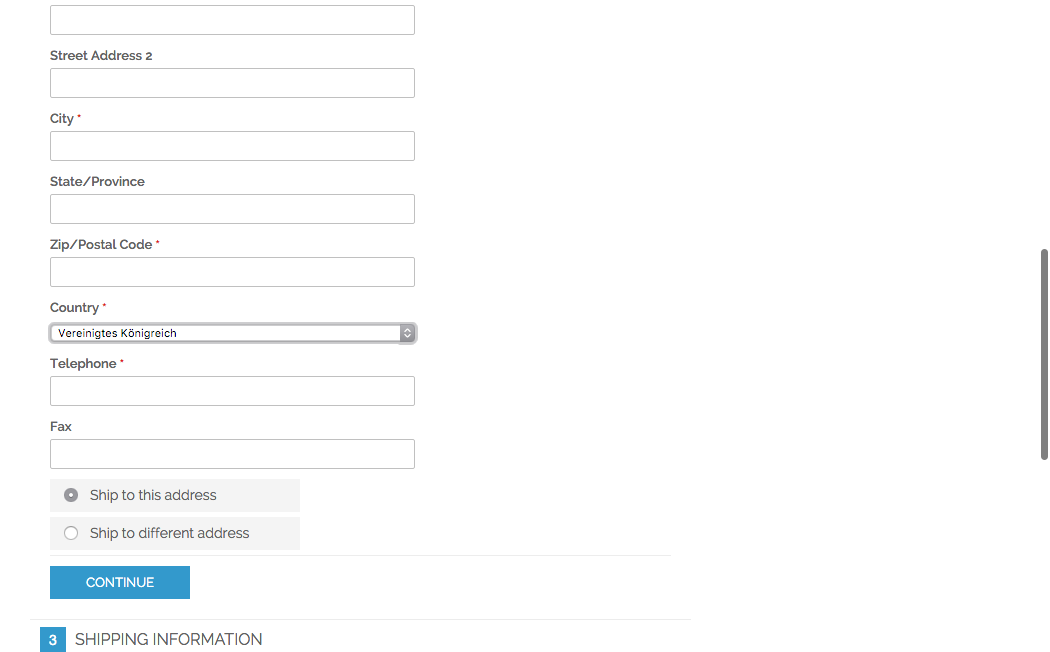 Street Address 2
City *
State/Province
Zip/Postal Code *
Country *
Vereinigtes Königreich
Telephone *
Fax
Ship to this address
Ship to different address
CONTINUE
3 SHIPPING INFORMATION